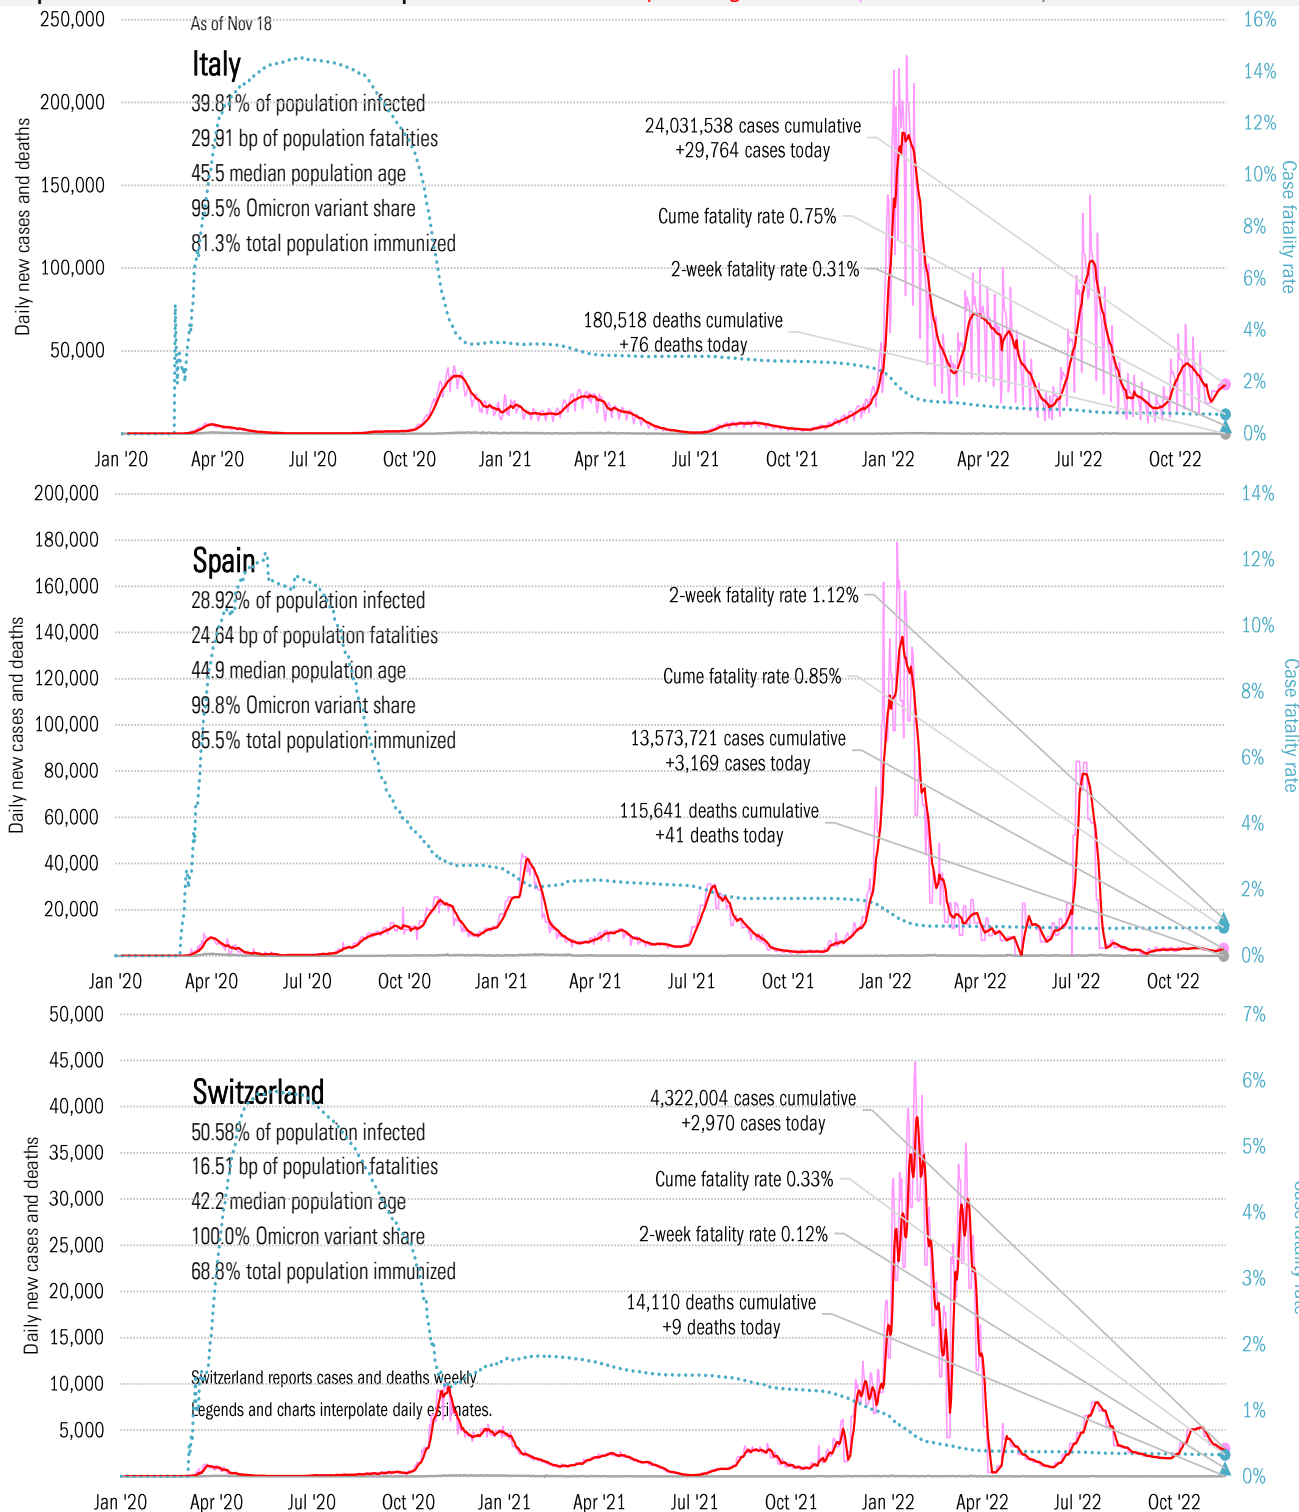 As of Nov 18
Italy
39.81% of population infected
29.91 bp of population fatalities
45.5 median population age
99.5% Omicron variant share
81.3% total population immunized
24,031,538 cases cumulative
+29,764 cases today
Cume fatality rate 0.75%
2-week fatality rate 0.31%
180,518 deaths cumulative
+76 deaths today
Daily new cases and deaths
250,000
200,000
150,000
100,000
50,000
16%
14%
12%
10%
8%
6%
4%
2%
0%
Case fatality rate
Jan '20 Apr '20 Jul '20 Oct '20 Jan '21 Apr '21 Jul '21 Oct '21 Jan '22 Apr '22 Jul '22 Oct '22
Spain
28.92% of population infected
24.64 bp of population fatalities
44.9 median population age
99.8% Omicron variant share
85.5% total population immunized
2-week fatality rate 1.12%
Cume fatality rate 0.85%
13,573,721 cases cumulative
+3,169 cases today
115,641 deaths cumulative
+41 deaths today
Daily new cases and deaths
200,000
180,000
160,000
140,000
120,000
100,000
80,000
60,000
40,000
20,000
14%
12%
10%
8%
6%
4%
2%
0%
Case fatality rate
Jan '20 Apr '20 Jul '20 Oct '20 Jan '21 Apr '21 Jul '21 Oct '21 Jan '22 Apr '22 Jul '22 Oct '22
Switzerland
50.58% of population infected
16.51 bp of population fatalities
42.2 median population age
100.0% Omicron variant share
68.8% total population immunized
Switzerland reports cases and deaths weekly
Legends and charts interpolate daily estimates.
4,322,004 cases cumulative
+2,970 cases today
Cume fatality rate 0.33%
2-week fatality rate 0.12%
14,110 deaths cumulative
+9 deaths today
Daily new cases and deaths
50,000
45,000
40,000
35,000
30,000
25,000
20,000
15,000
10,000
5,000
7%
6%
5%
4%
3%
2%
1%
0%
Jan '20 Apr '20 Jul '20 Oct '20 Jan '21 Apr '21 Jul '21 Oct '21 Jan '22 Apr '22 Jul '22 Oct '22